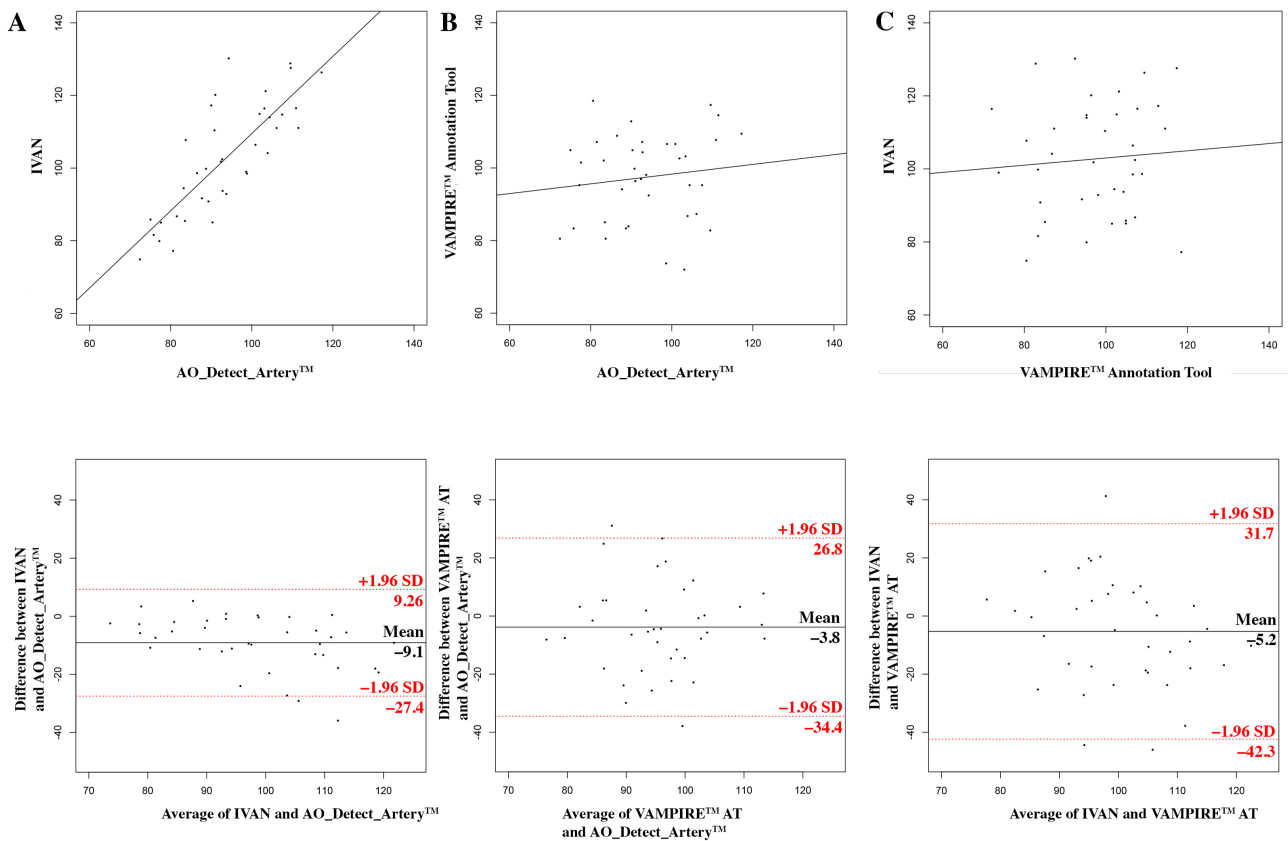 A
B
C
140
120
100
80
60
IVAN
60
80
100
120
140
AO_Detect_Artery™
140
120
100
80
60
VAMPIRE™ Annotation Tool
60
80
100
120
140
AO_Detect_Artery™
140
120
100
80
60
IVAN
60
80
100
120
140
VAMPIRE™ Annotation Tool
40
20
0
−20
−40
Difference between IVAN
and AO_Detect_Artery™
+1.96 SD
9.26
Mean
−9.1
−1.96 SD
−27.4
70
80
90
100
110
120
Average of IVAN and AO_Detect_Artery™
40
20
0
−20
−40
Difference between VAMPIRE™ AT
and AO_Detect_Artery™
+1.96 SD
26.8
Mean
−3.8
−1.96 SD
−34.4
70
80
90
100
110
120
Average of VAMPIRE™ AT
and AO_Detect_Artery™
40
20
0
−20
−40
Difference between IVAN
and VAMPIRE™ AT
+1.96 SD
31.7
Mean
−5.2
−1.96 SD
−42.3
70
80
90
100
110
120
Average of IVAN and VAMPIRE™ AT